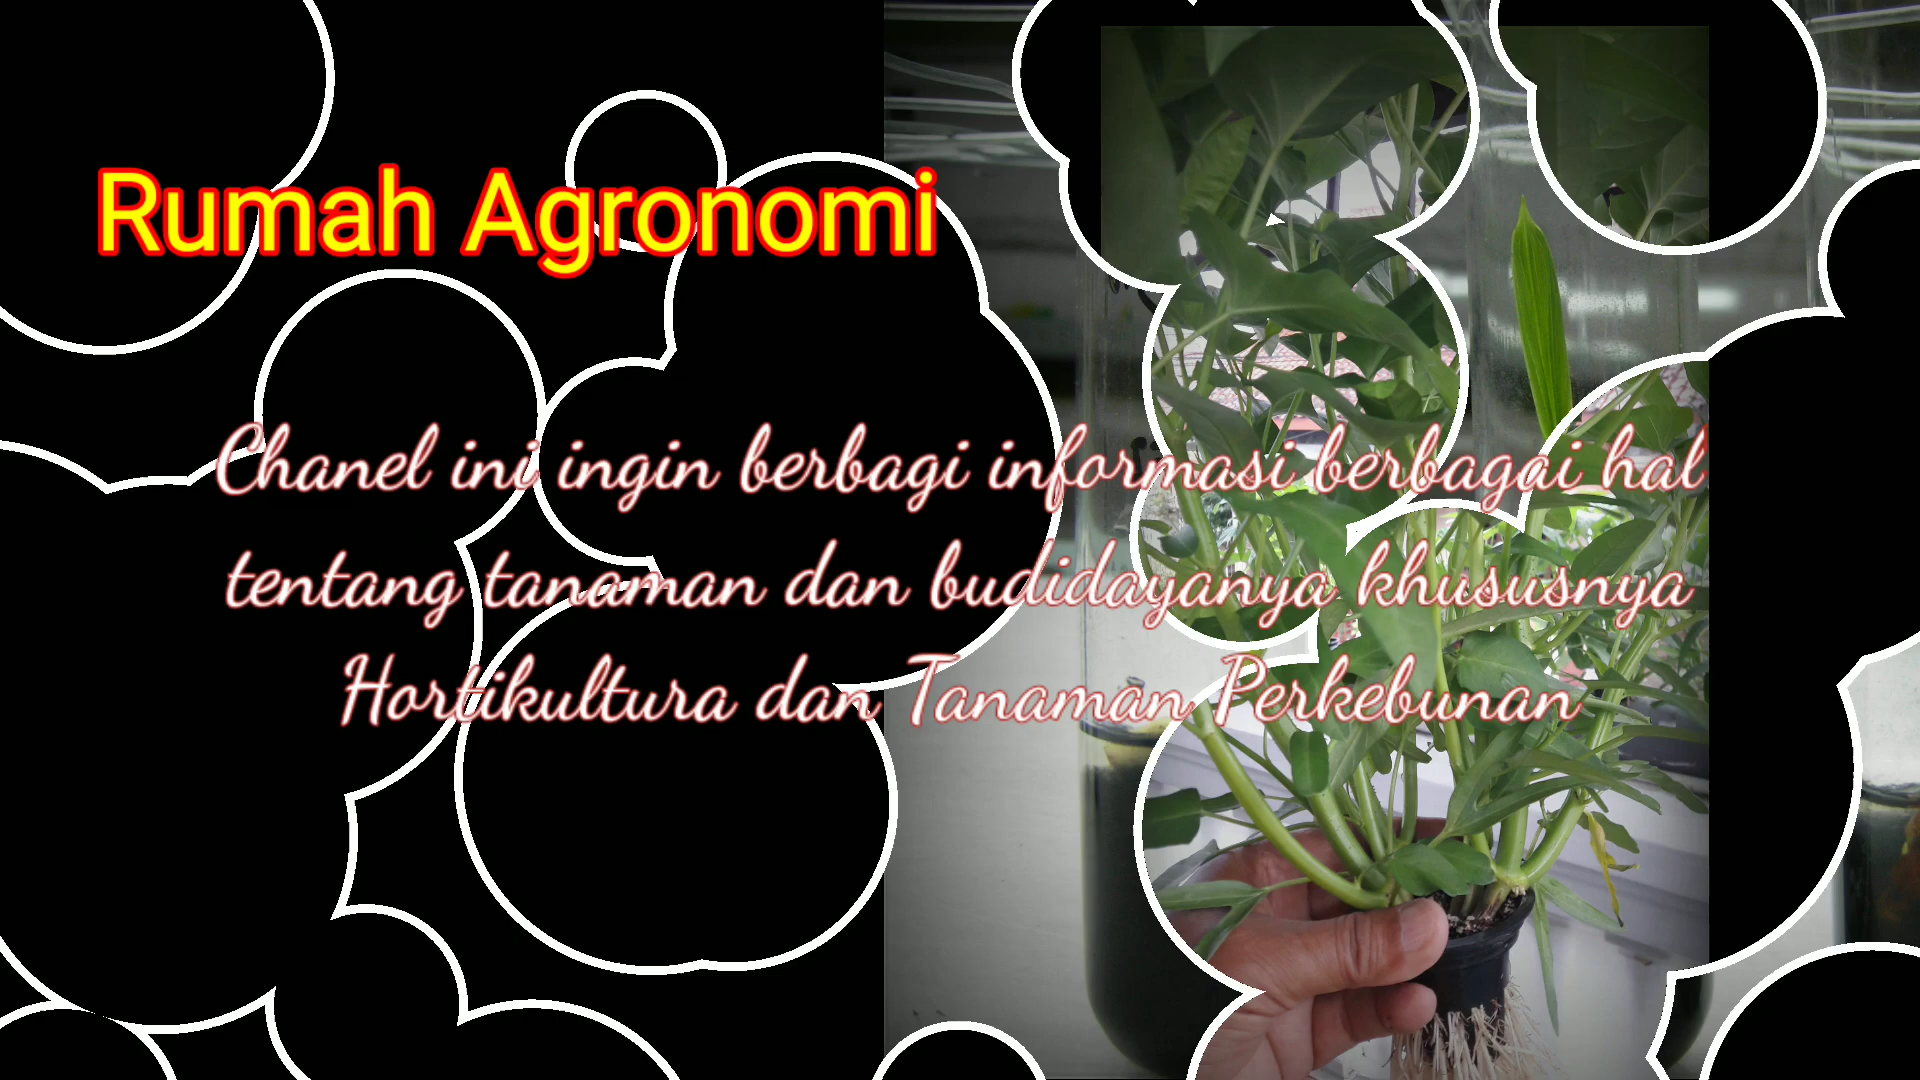 Rumah Agronomi
Chanel ini ingin berbagi informasi berbagai hal
tentang tanaman dan budidayanya khususnya
Hortikultura dan Tanaman Perkebunan